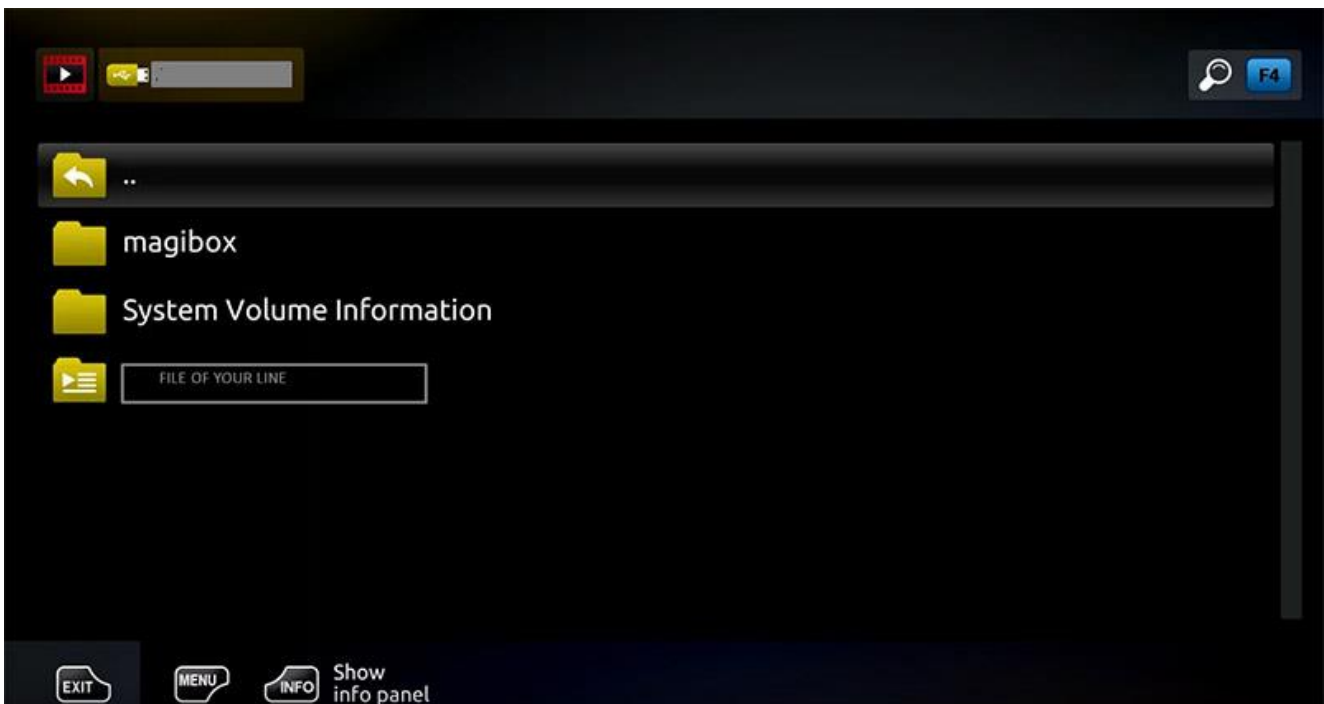 F4
..
magibox
System Volume Information
FILE OF YOUR LINE
EXIT
MENU
INFO
Show
info panel